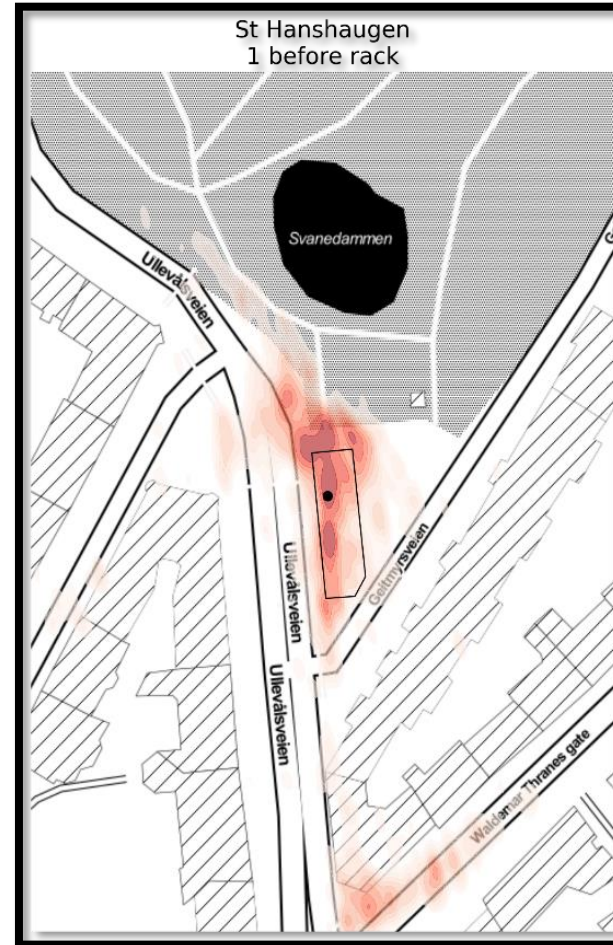 St Hanshaugen
1 before rack
Svanedammen
Ullevålsveien
Ullevålsveien
Geitmyrsveien
Ullevålsveien
Waldemar Thranes gate